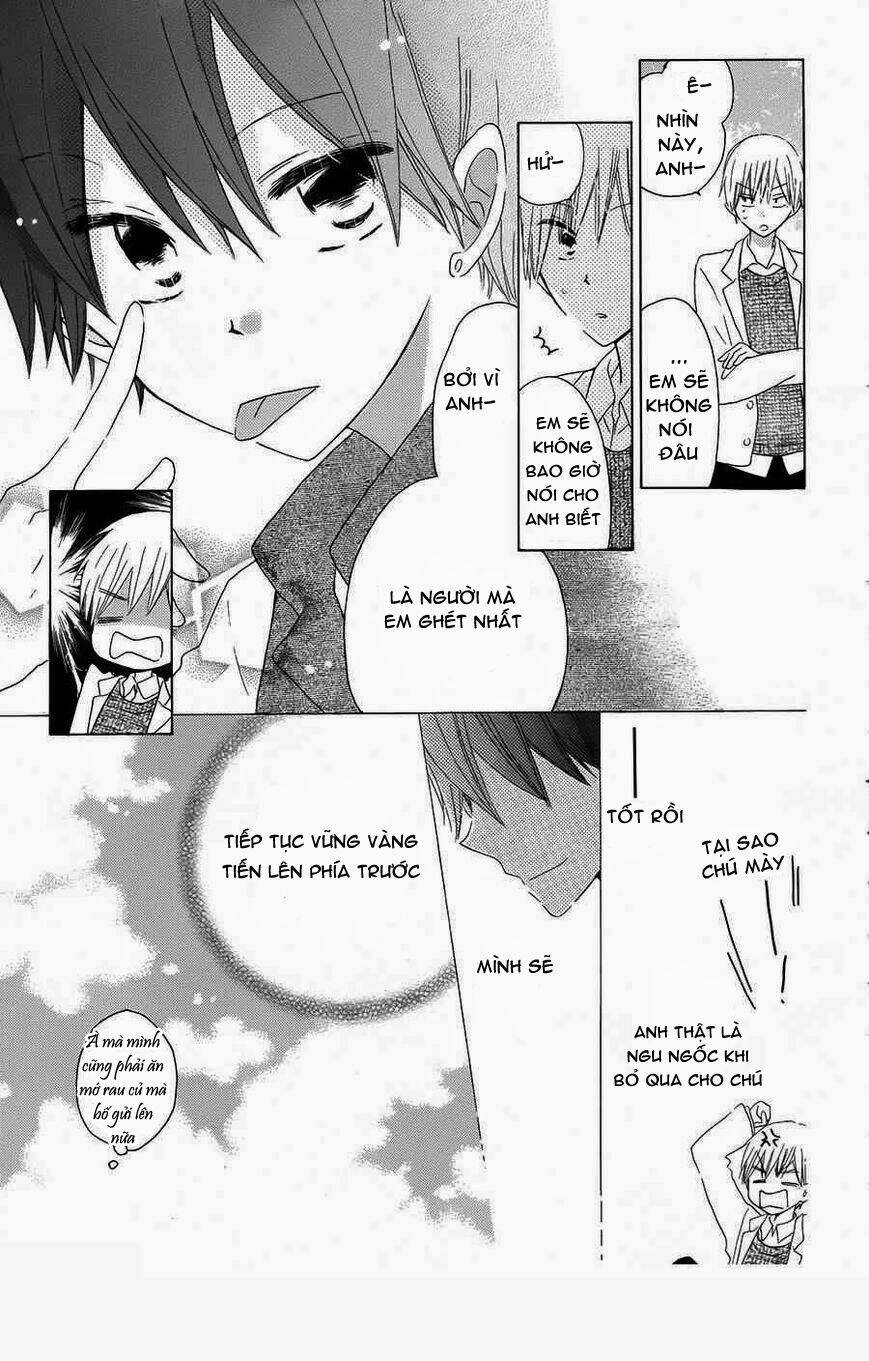 Ê-
NHÌN
NÀY,
ANH-
...
EM SẼ
KHÔNG
NÓI
ĐÂU
HỬ-
EM SẼ
KHÔNG
BAO GIỜ
NÓI CHO
ANH BIẾT
BỞI VÌ
ANH-
LÀ NGƯỜI MÀ
EM GHÉT NHẤT
TỐT RỒI
TẠI SAO
CHÚ MÀY
!
ANH THẬT LÀ
NGU NGỐC KHI
BỎ QUA CHO CHÚ
MÌNH SẼ
TIẾP TỤC VỮNG VÀNG
TIẾN LÊN PHÍA TRƯỚC
À mà mình
cũng phải ăn
mớ rau củ mà
bố gửi lên
nữa